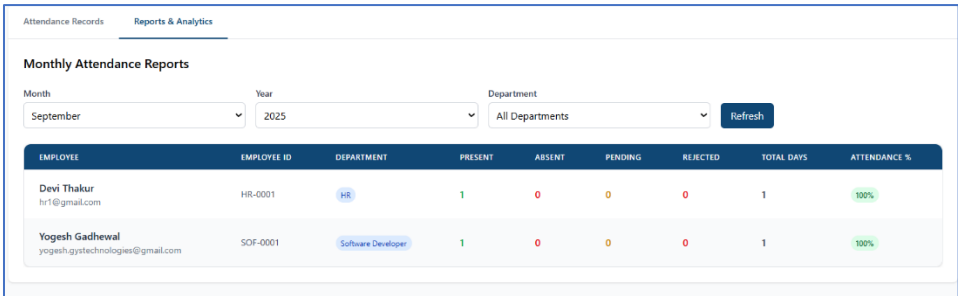 Attendance Records Reports & Analytics
Monthly Attendance Reports
Month Year Department
September 2025 All Departments Refresh
EMPLOYEE EMPLOYEE ID DEPARTMENT PRESENT ABSENT PENDING REJECTED TOTAL DAYS ATTENDANCE %
Devi Thakur
hr1@gmail.com
HR-0001 HR 1 0 0 0 1 100%
Yogesh Gadhewal
yogesh.gystechnologies@gmail.com
SOF-0001 Software Developer 1 0 0 0 1 100%